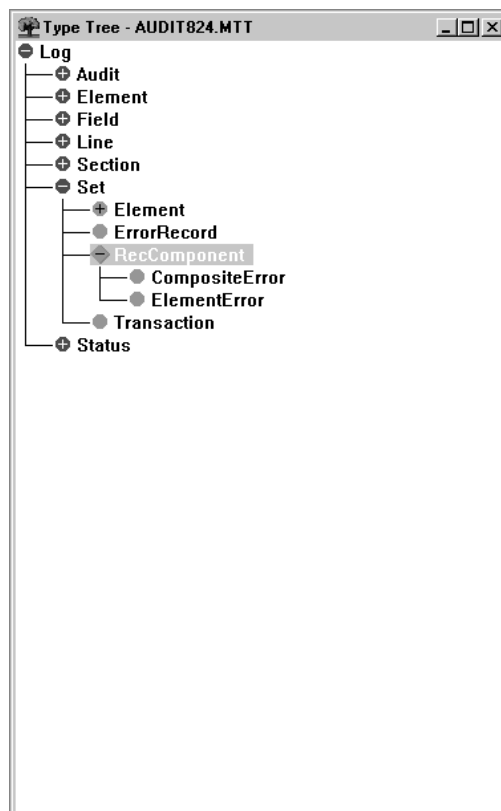 Type Tree - AUDIT824.MTT
Log
Audit
Element
Field
Line
Section
Set
Element
ErrorRecord
RecComponent
CompositeError
ElementError
Transaction
Status